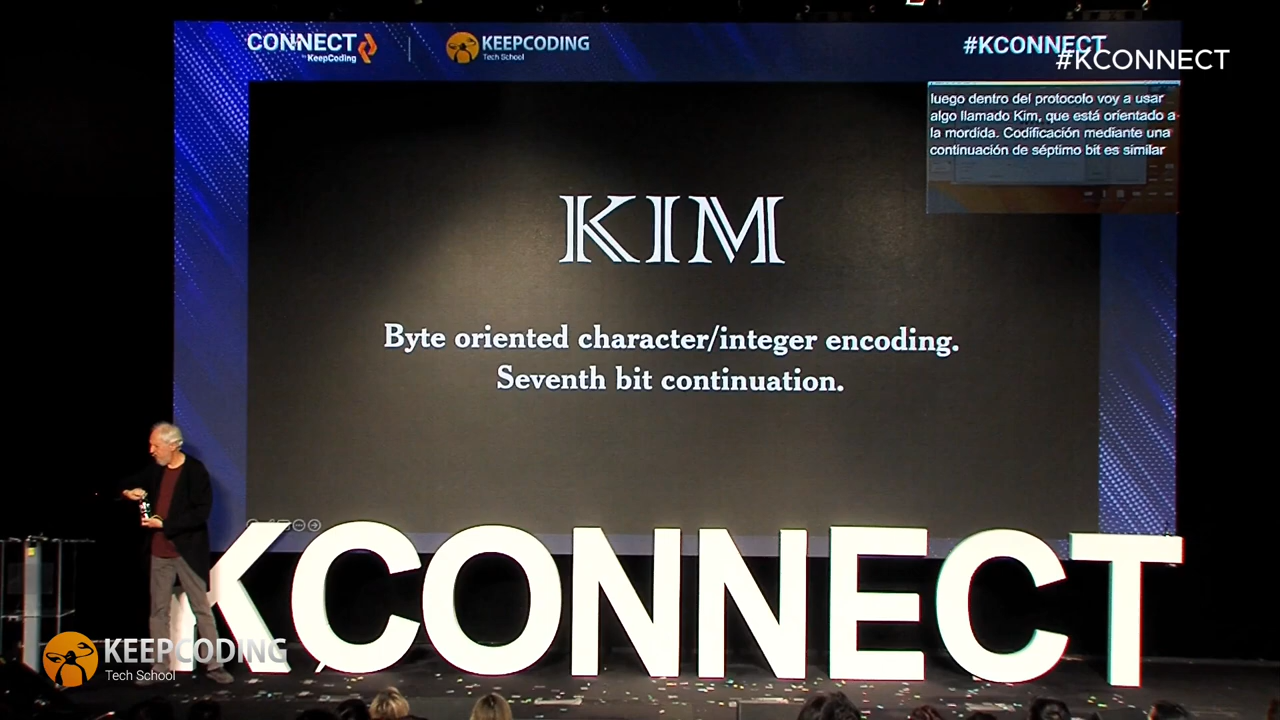 CONNECT
by KeepCoding
KEEPCODING
Tech School
#KCONNECT
#KCONNECT
luego dentro del protocolo voy a usar
algo llamado Kim, que está orientado a
la mordida. Codificación mediante una
continuación de séptimo bit es similar
KIM
Byte oriented character/integer encoding.
Seventh bit continuation.
KCONNECT
KEEPCODING
Tech School